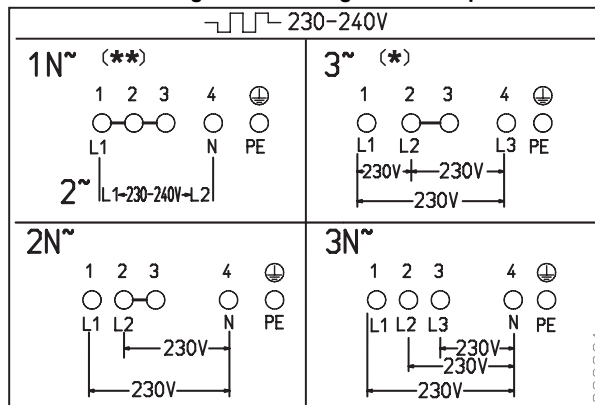 230-240V
1N~ (**)
1 2 3 4
L1 N PE
2~ L1 230-240V L2
3~ (*)
1 2 3 4
L1 L2 L3 PE
230V 230V
230V
2N~
1 2 3 4
L1 L2 N PE
230V
230V
3N~
1 2 3 4
L1 L2 L3 N PE
230V
230V
230V